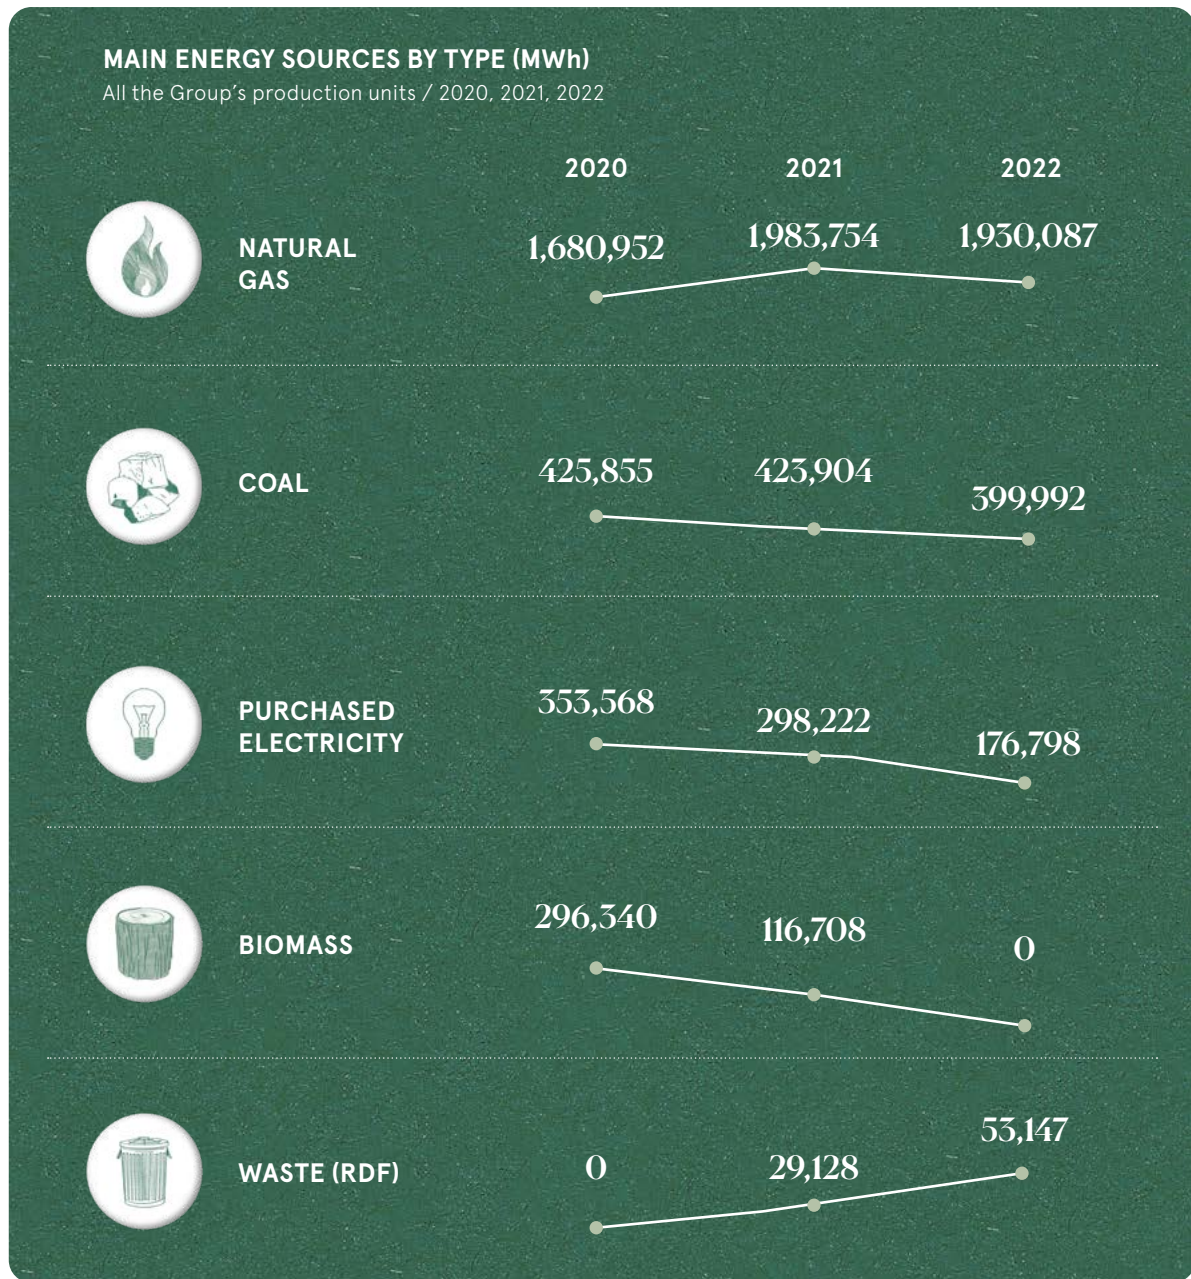 MAIN ENERGY SOURCES BY TYPE (MWh)
All the Group's production units / 2020, 2021, 2022
2020 2021 2022
NATURAL
GAS
1,680,952 1,983,754 1,930,087
COAL
425,855 423,904 399,992
PURCHASED
ELECTRICITY
353,568 298,222 176,798
BIOMASS
296,340 116,708 0
WASTE (RDF)
0 29,128 53,147